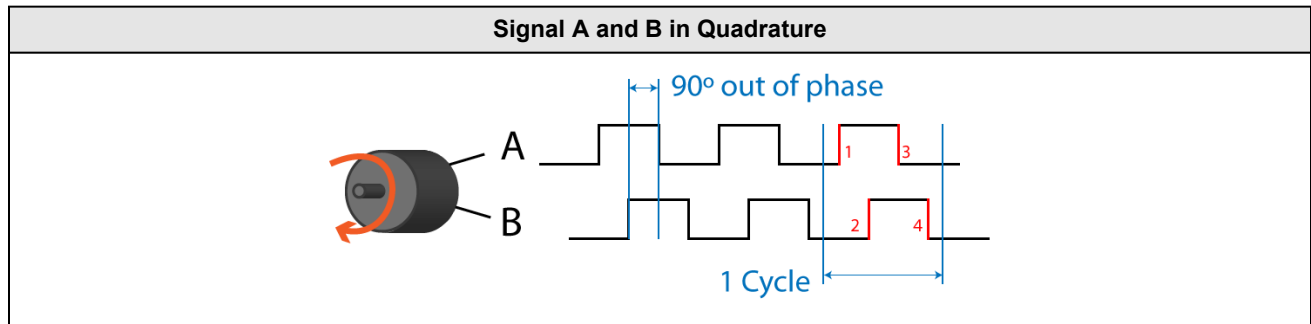 Signal A and B in Quadrature
90º out of phase
A
1
3
B
2
4
1 Cycle